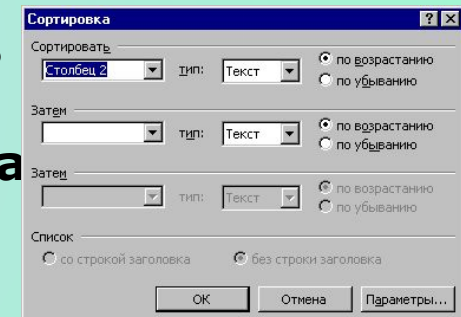 Сортировка
Сортировать
Столбец 2 тип: Текст по возрастанию
по убыванию
Затем
тип: Текст по возрастанию
по убыванию
а
Затем
тип: Текст по возрастанию
по убыванию
Список
со строкой заголовка без строки заголовка
ОК Отмена Параметры...